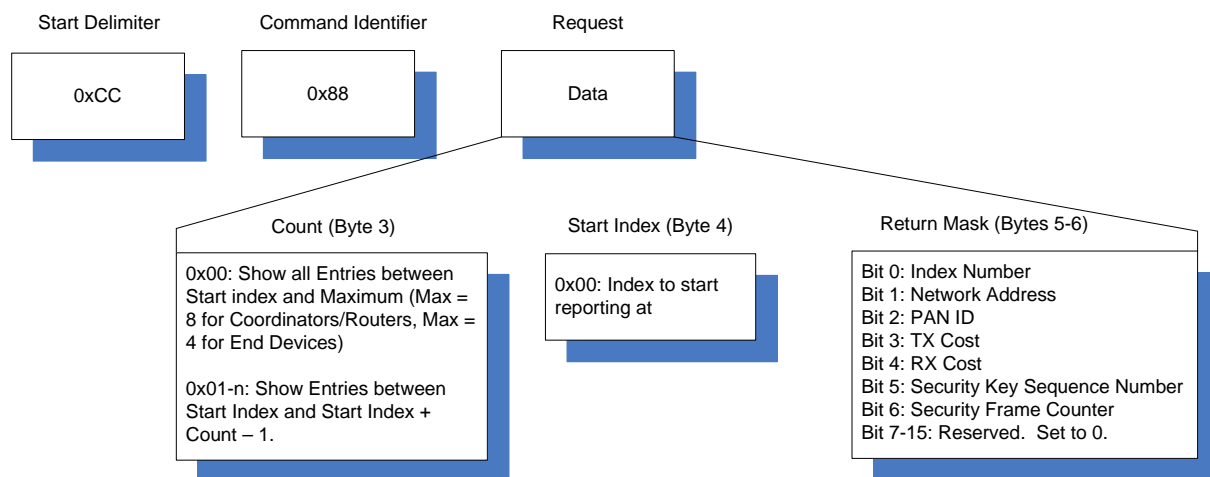 Start Delimiter
Command Identifier
Request
0xCC
0x88
Data
Count (Byte 3)
Start Index (Byte 4)
Return Mask (Bytes 5-6)
0x00: Show all Entries between
Start index and Maximum (Max =
8 for Coordinators/Routers, Max =
4 for End Devices)
0x01-n: Show Entries between
Start Index and Start Index +
Count – 1.
0x00: Index to start
reporting at
Bit 0: Index Number
Bit 1: Network Address
Bit 2: PAN ID
Bit 3: TX Cost
Bit 4: RX Cost
Bit 5: Security Key Sequence Number
Bit 6: Security Frame Counter
Bit 7-15: Reserved.  Set to 0.